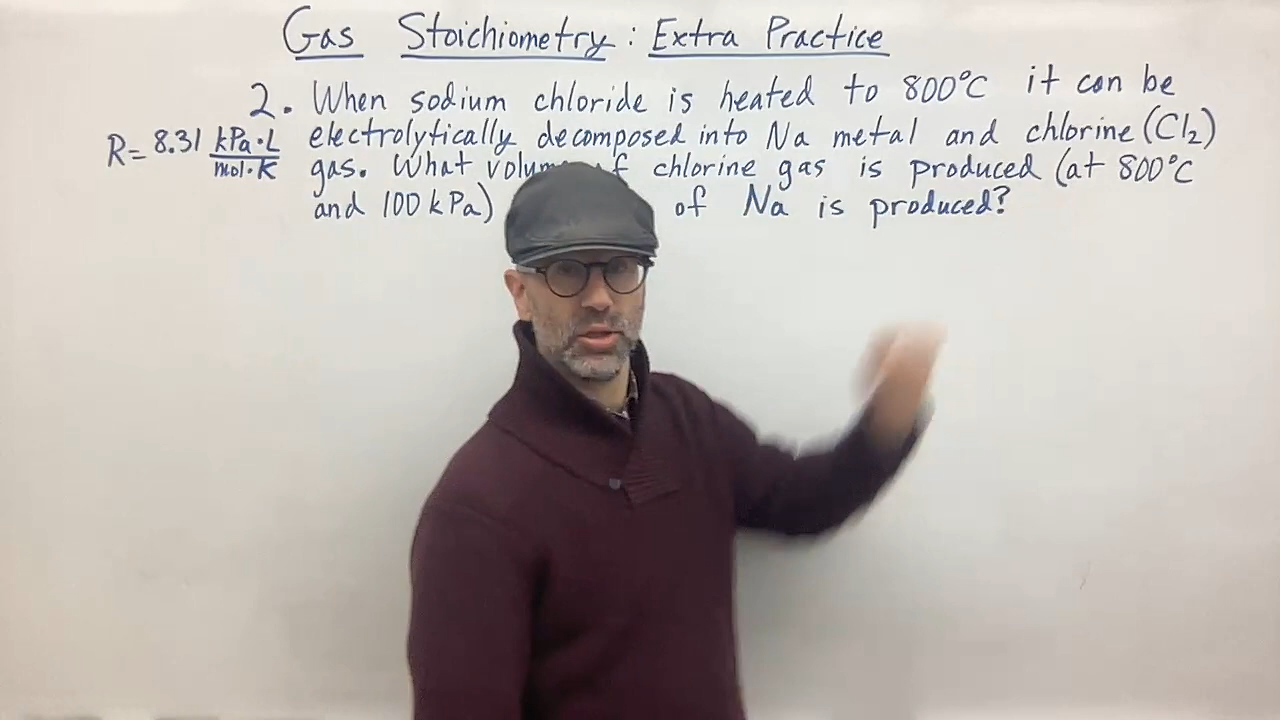 Gas Stoichiometry: Extra Practice
2. When sodium chloride is heated to 800°C it can be
R= 8.31 kPa·L/mol·K
electrolytically decomposed into Na metal and chlorine (Cl₂)
gas. What chlorine gas is produced (at 800°C
and 100 kPa) of Na is produced?